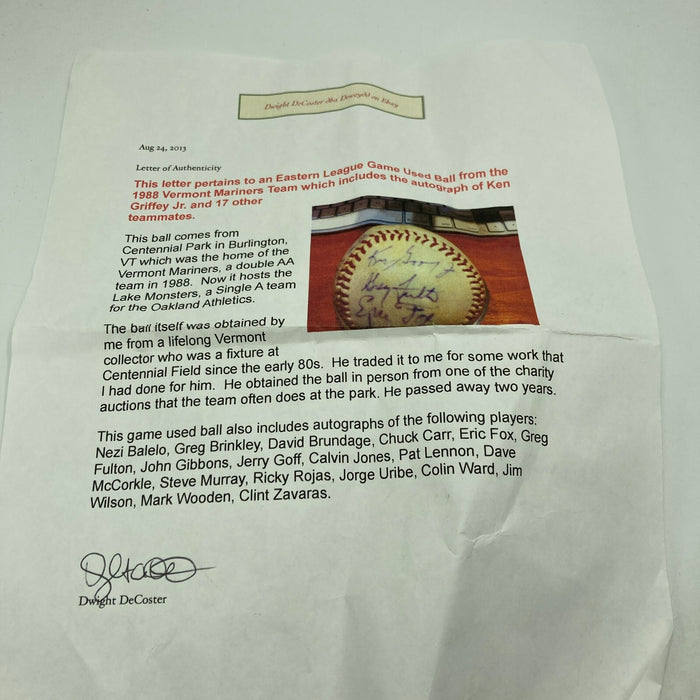 Dwight DeCoster dba Deweyd1 on Ebay
Aug 24, 2013
Letter of Authenticity
This letter pertains to an Eastern League Game Used Ball from the
1988 Vermont Mariners Team which includes the autograph of Ken
Griffey Jr. and 17 other
teammates.
This ball comes from
Centennial Park in Burlington,
VT which was the home of the
Vermont Mariners, a double AA
team in 1988.  Now it hosts the
Lake Monsters, a Single A team
for the Oakland Athletics.
The ball itself was obtained by
me from a lifelong Vermont
collector who was a fixture at
Centennial Field since the early 80s.  He traded it to me for some work that
I had done for him.  He obtained the ball in person from one of the charity
auctions that the team often does at the park. He passed away two years.
This game used ball also includes autographs of the following players:
Nezi Balelo, Greg Brinkley, David Brundage, Chuck Carr, Eric Fox, Greg
Fulton, John Gibbons, Jerry Goff, Calvin Jones, Pat Lennon, Dave
McCorkle, Steve Murray, Ricky Rojas, Jorge Uribe, Colin Ward, Jim
Wilson, Mark Wooden, Clint Zavaras.
Dwight DeCoster